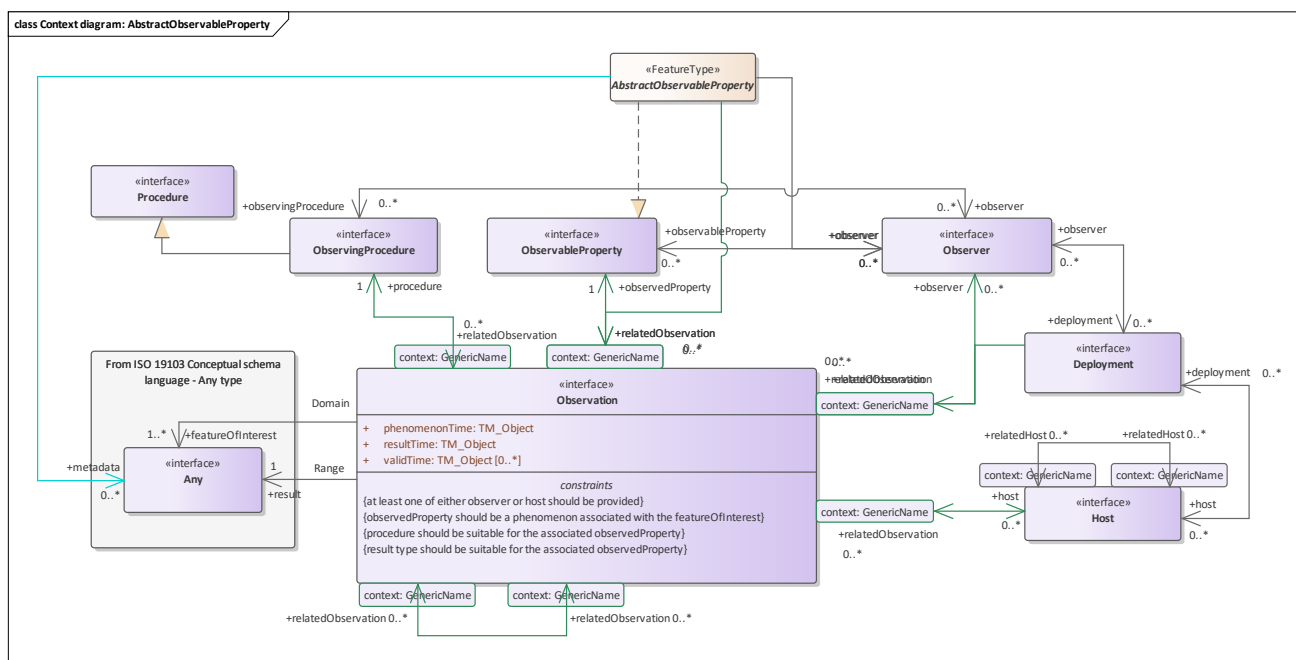 class Context diagram: AbstractObservableProperty
«FeatureType»
AbstractObservableProperty
«interface»
Procedure
+observingProcedure
0..*
0..*
+observer
«interface»
ObservingProcedure
«interface»
ObservableProperty
+observableProperty
0..*
+observer
0..*
«interface»
Observer
+observer
0..*
1
+procedure
1
+observedProperty
+observer
0..*
0..*
+relatedObservation
+relatedObservation
0..*
+deployment
0..*
context: GenericName
context: GenericName
«interface»
Deployment
From ISO 19103 Conceptual schema
language - Any type
0..*
+relatedObservation
context: GenericName
+deployment
0..*
«interface»
Observation
Domain
+ phenomenonTime: TM_Object
+ resultTime: TM_Object
+ validTime: TM_Object [0..*]
1..*
+featureOfInterest
«interface»
Any
+metadata
0..*
1
Range
+result
constraints
{at least one of either observer or host should be provided}
{observedProperty should be a phenomenon associated with the featureOfInterest}
{procedure should be suitable for the associated observedProperty}
{result type should be suitable for the associated observedProperty}
+relatedHost 0..*
+relatedHost 0..*
context: GenericName
context: GenericName
context: GenericName
+host
0..*
«interface»
Host
+host
0..*
+relatedObservation
0..*
context: GenericName
context: GenericName
+relatedObservation 0..*
+relatedObservation 0..*